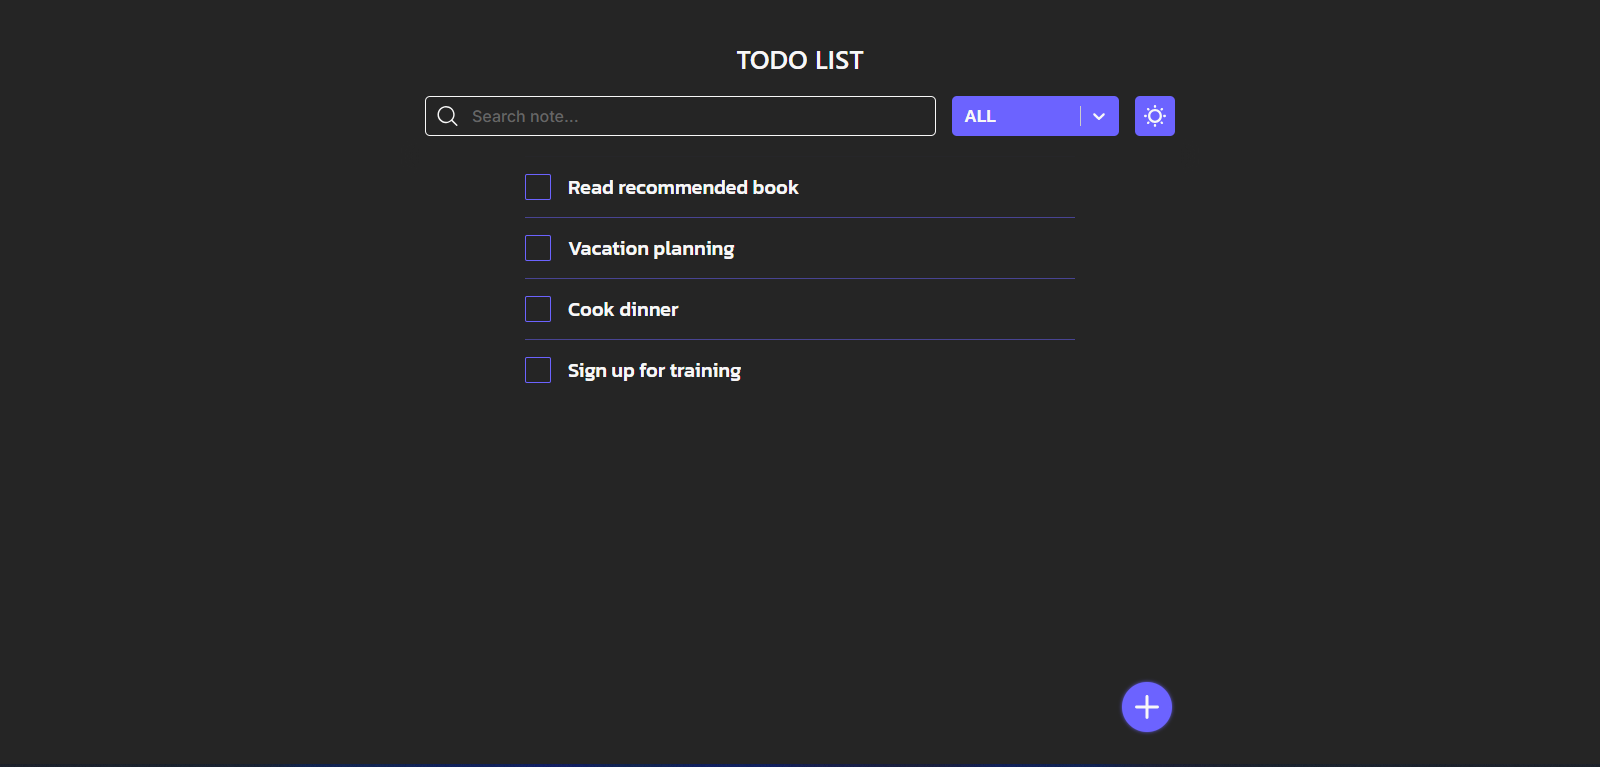 TODO LIST
Search note...
ALL
Read recommended book
Vacation planning
Cook dinner
Sign up for training